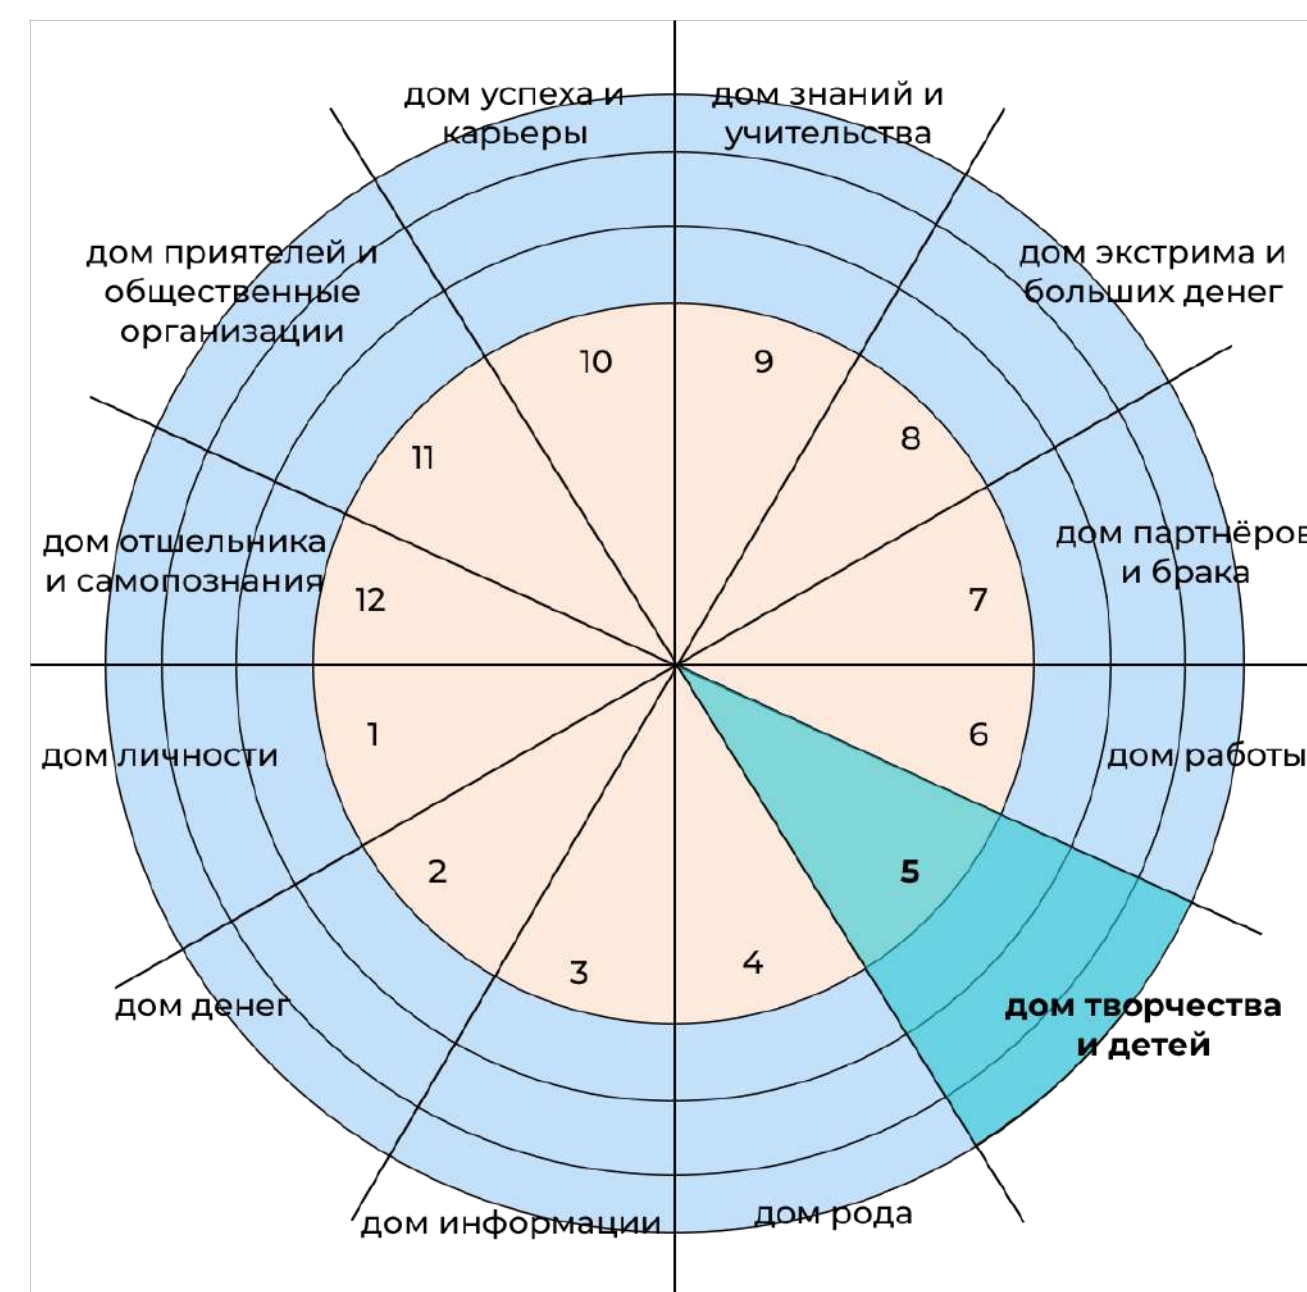 дом успеха и
карьеры
дом знаний и
учительства
дом приятелей и
общественные
организации
дом экстрима и
больших денег
10
9
11
8
дом отшельника
и самопознания
дом партнёров
и брака
12
7
1
6
дом личности
дом работы
2
5
3
4
дом денег
дом творчества
и детей
дом информации
дом рода